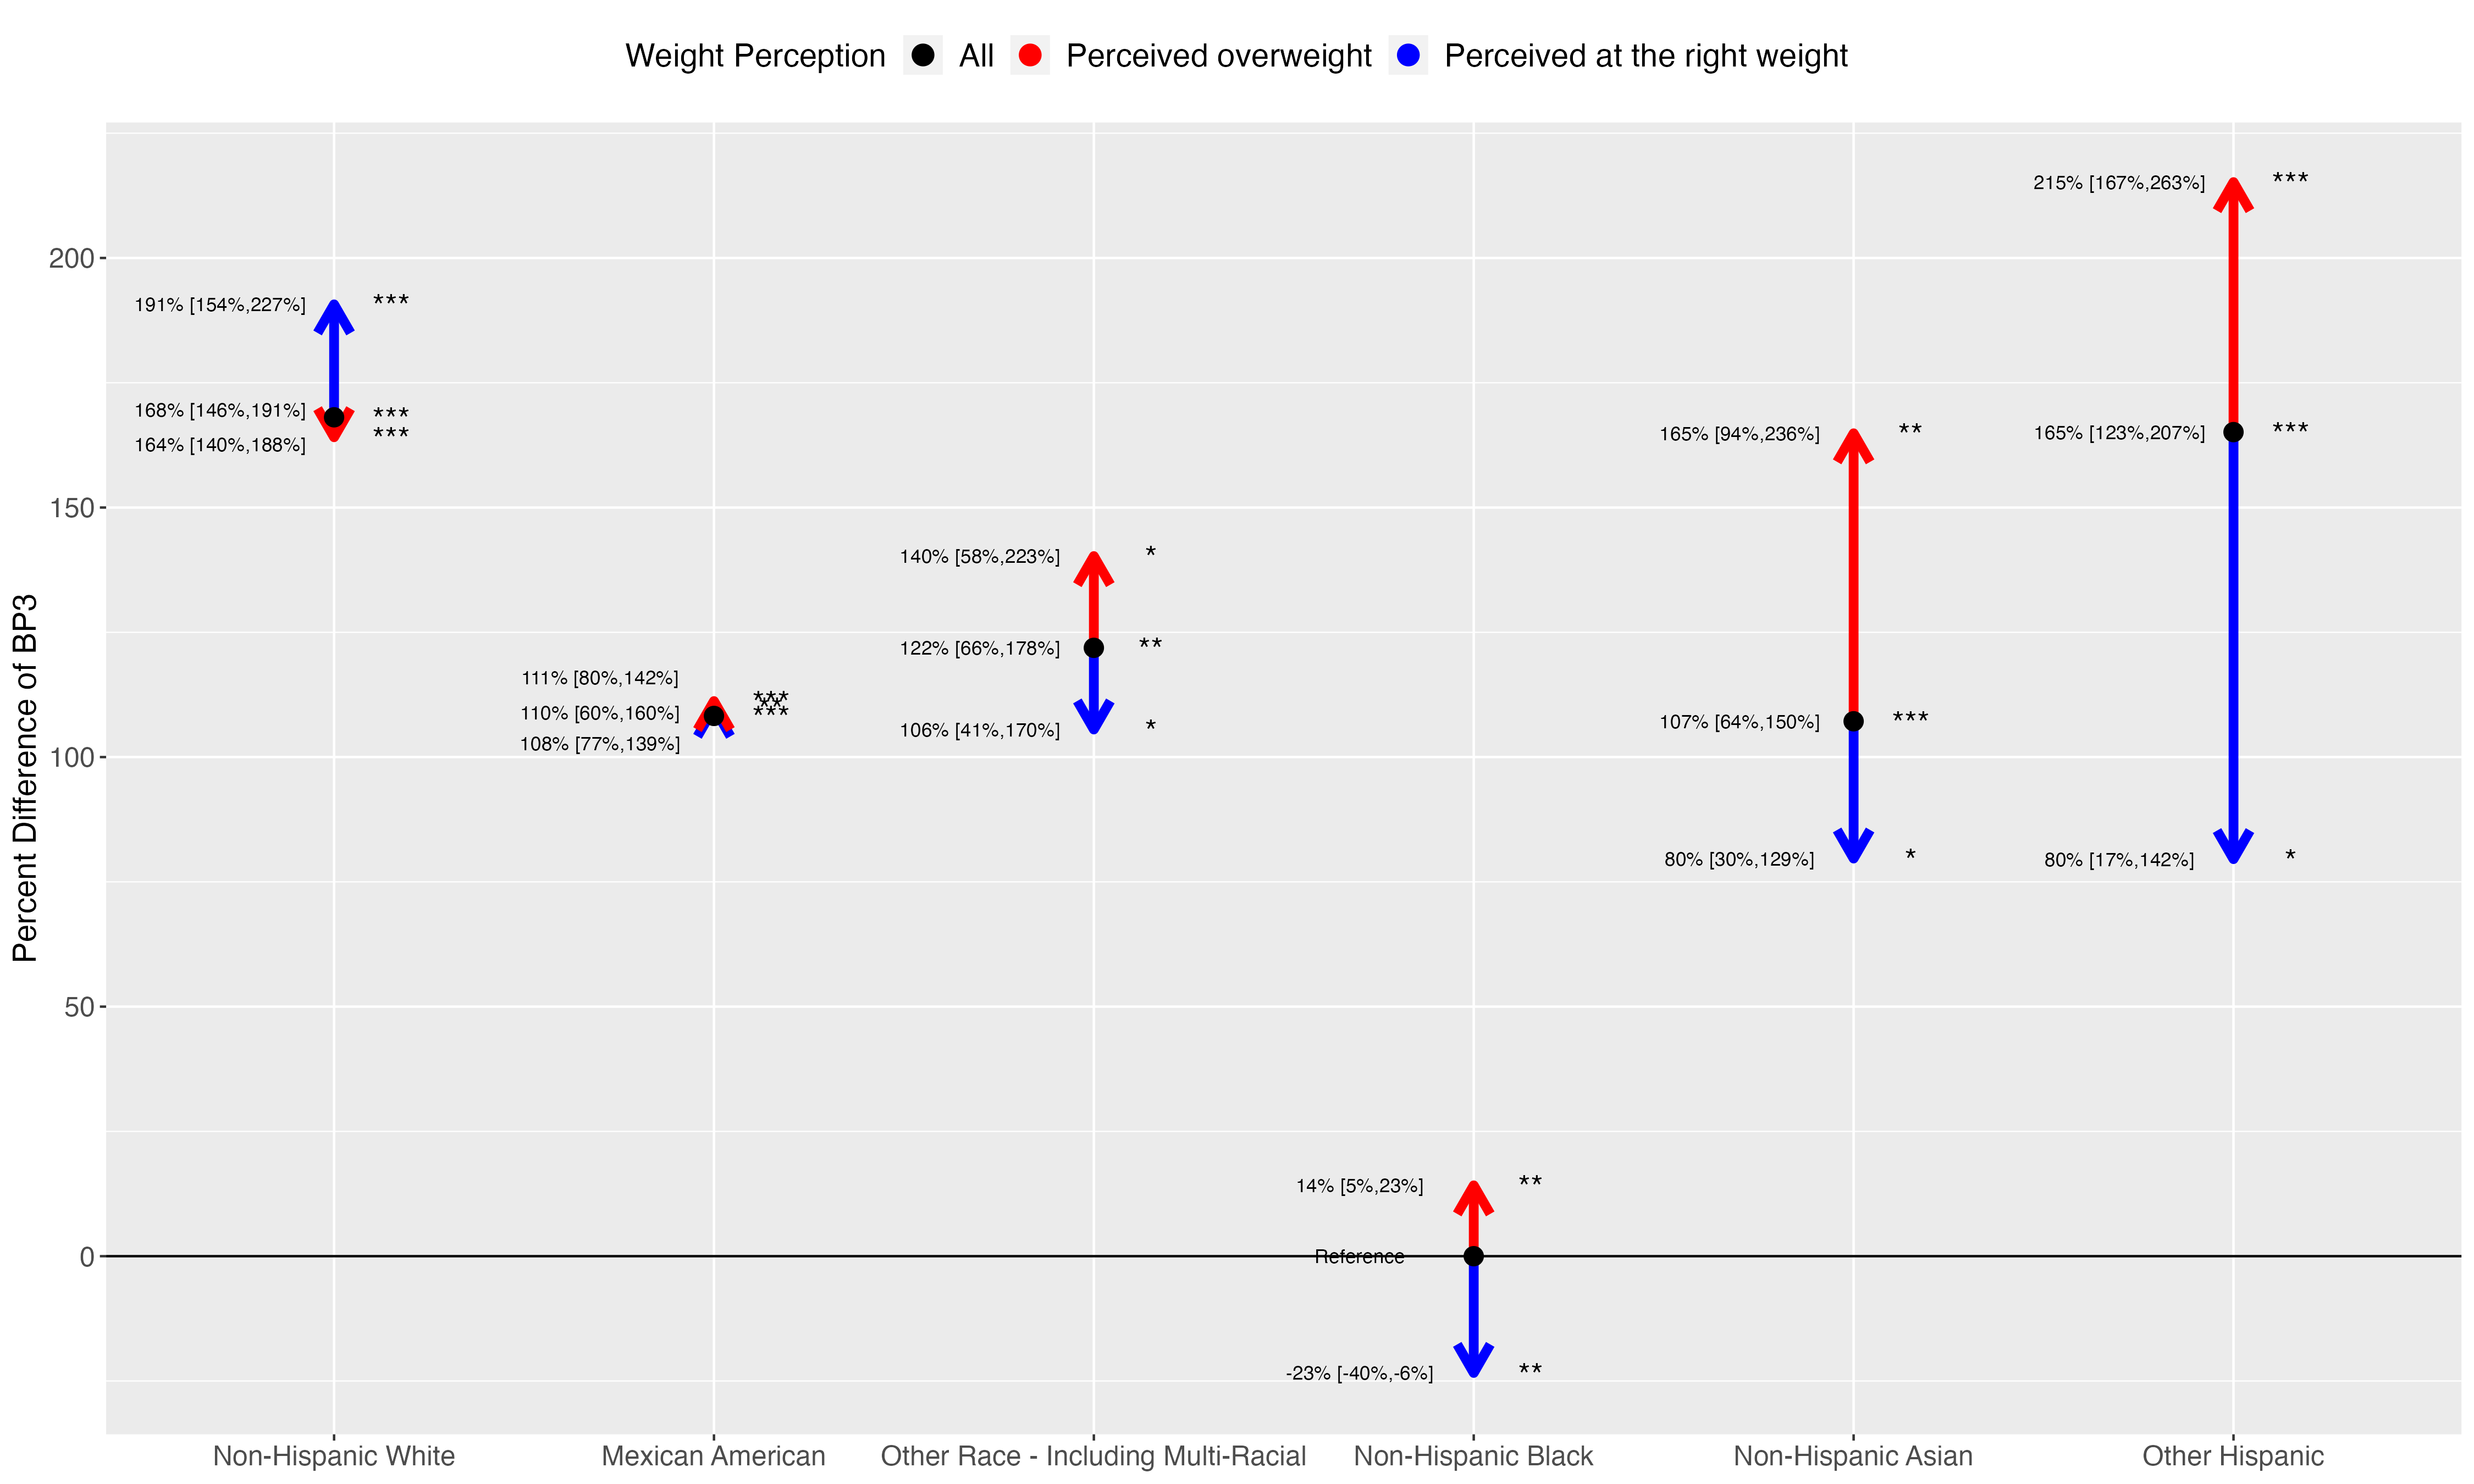 Weight Perception All Perceived overweight Perceived at the right weight
Percent Difference of BP3
200
150
100
50
0
191% [154%,227%] ***
168% [146%,191%] ***
164% [140%,188%] ***
111% [80%,142%] ***
110% [60%,160%] **
108% [77%,139%] ***
140% [58%,223%] *
122% [66%,178%] **
106% [41%,170%] *
14% [5%,23%] **
Reference
-23% [-40%,-6%] **
165% [94%,236%] **
107% [64%,150%] ***
80% [30%,129%] *
215% [167%,263%] ***
165% [123%,207%] ***
80% [17%,142%] *
Non-Hispanic White Mexican American Other Race - Including Multi-Racial Non-Hispanic Black Non-Hispanic Asian Other Hispanic